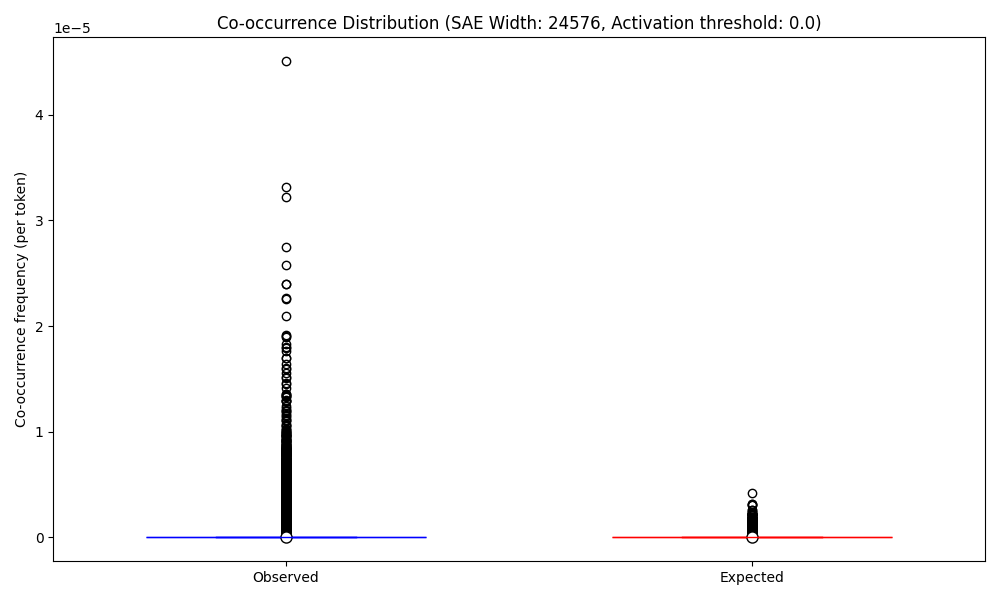 Co-occurrence Distribution (SAE Width: 24576, Activation threshold: 0.0)
1e−5
Co-occurrence frequency (per token)
4
3
2
1
0
Observed
Expected